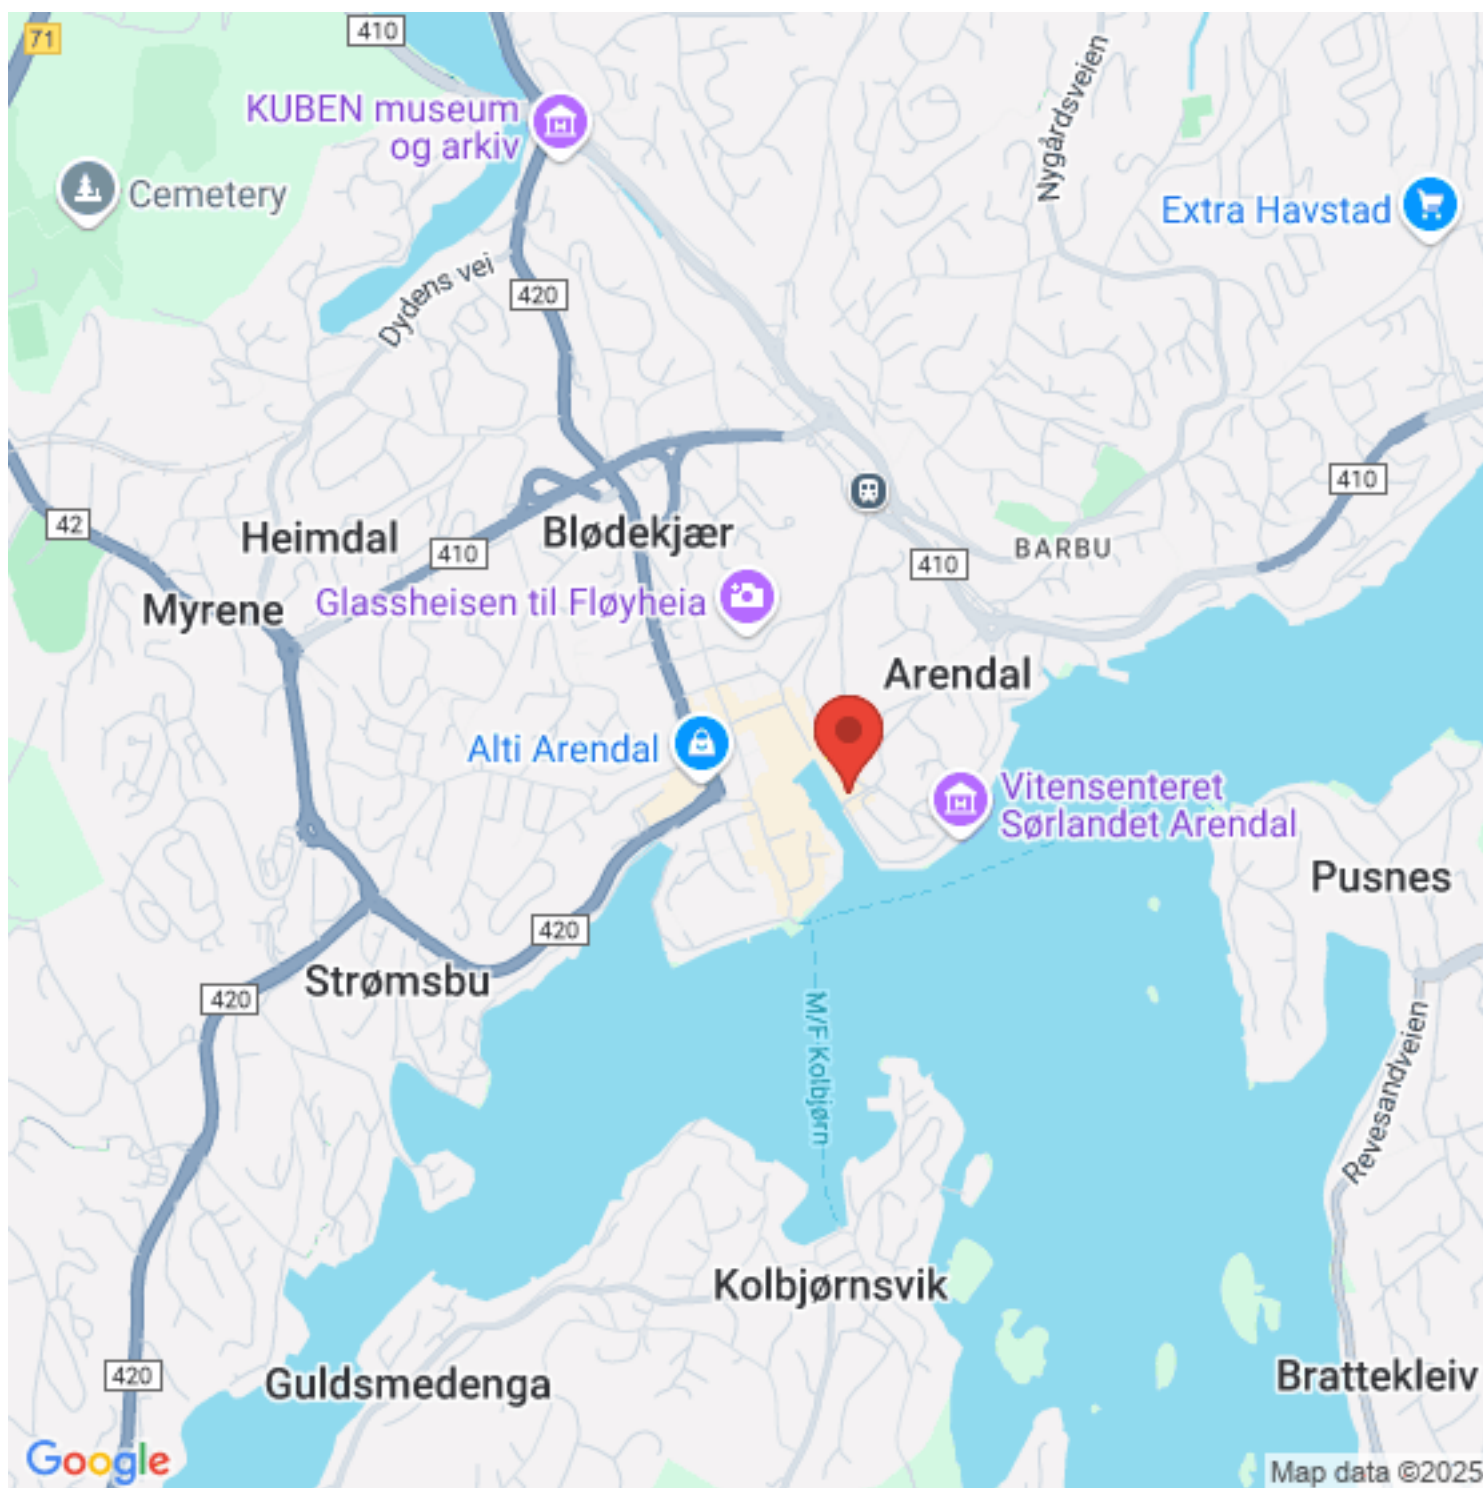 71
410
KUBEN museum
og arkiv
Nygårdsveien
Cemetery
Extra Havstad
Dydens vei
420
410
42
Heimdal
410
Blødekjær
BARBU
410
Myrene
Glassheisen til Fløyheia
Arendal
Alti Arendal
Vitensenteret
Sørlandet Arendal
Pusnes
420
Strømsbu
420
M/F Kolbjørn
Revesandveien
Kolbjørnsvik
420
Guldsmedenga
Brattekleiv
Google
Map data ©2025